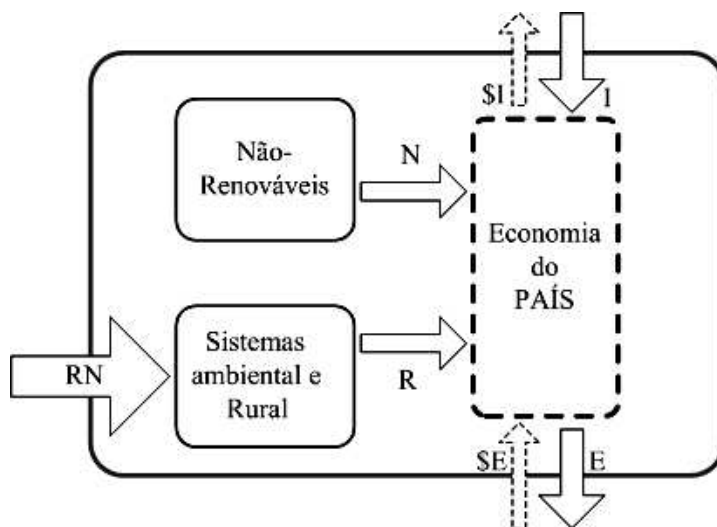 $I
I
Não-
Renováveis
N
Economia
do
PAÍS
RN
Sistemas
ambiental e
Rural
R
$E
E